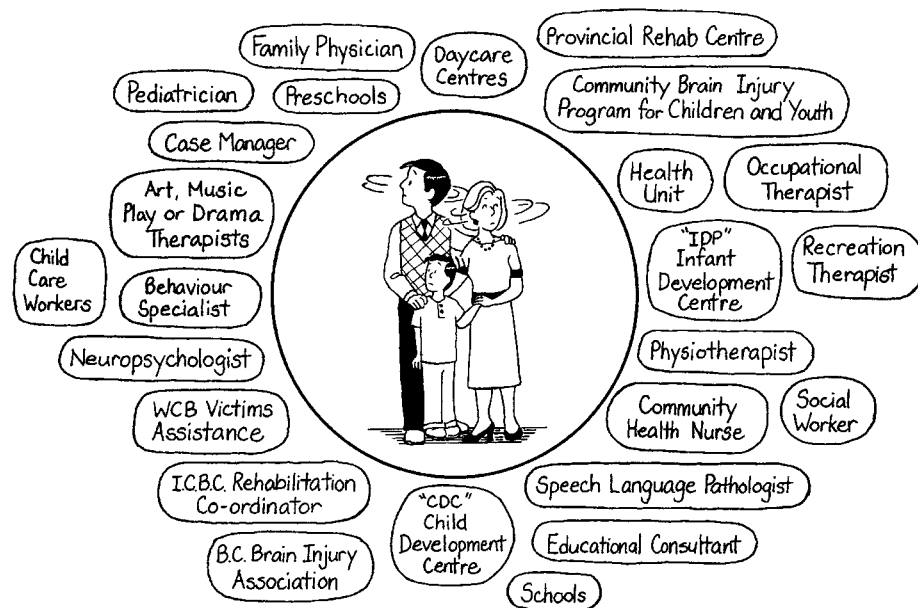 Family Physician
Daycare
Centres
Provincial Rehab Centre
Pediatrician
Preschools
Community Brain Injury
Program for Children and Youth
Case Manager
Health
Unit
Occupational
Therapist
Art, Music
Play or Drama
Therapists
Child
Care
Workers
Behaviour
Specialist
"IDP"
Infant
Development
Centre
Recreation
Therapist
Neuropsychologist
Physiotherapist
WCB Victims
Assistance
Community
Health Nurse
Social
Worker
I.C.B.C. Rehabilitation
Co-ordinator
"CDC"
Child
Development
Centre
Speech Language Pathologist
B.C. Brain Injury
Association
Educational Consultant
Schools